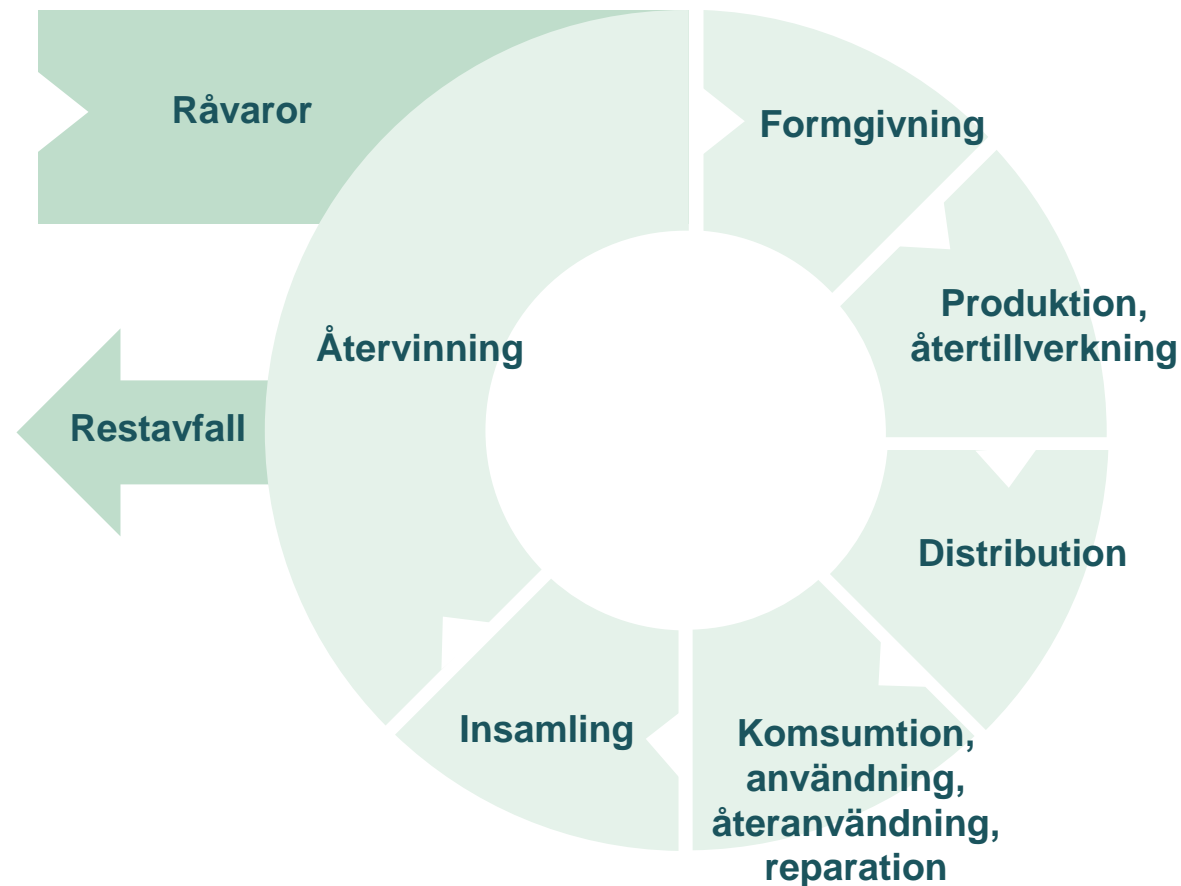 Råvaror
Formgivning
Produktion,
återtillverkning
Återvinning
Restavfall
Distribution
Insamling
Komsumtion,
användning,
återanvändning,
reparation